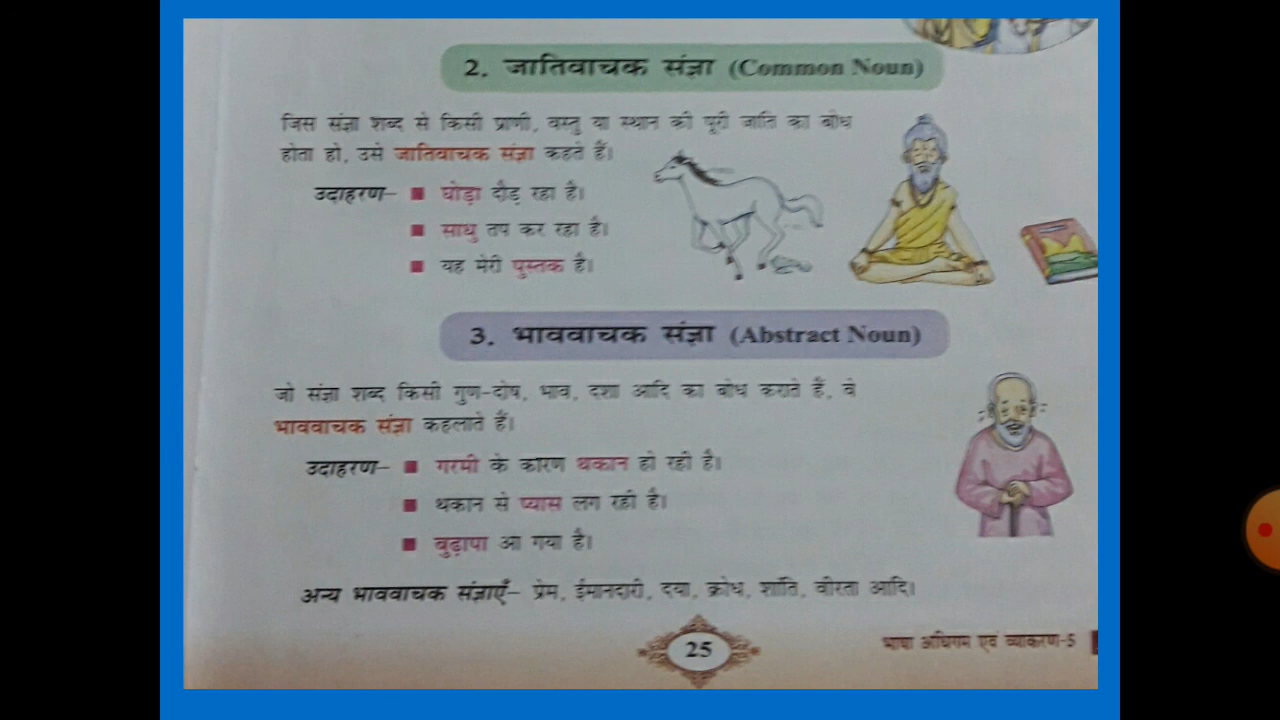 2. जातिवाचक संज्ञा (Common Noun)
जिस संज्ञा शब्द से किसी प्राणी, वस्तु या स्थान की पूरी जाति का बोध
होता हो, उसे जातिवाचक संज्ञा कहते हैं।
उदाहरण– ■ घोड़ा दौड़ रहा है।
■ साधु तप कर रहा है।
■ यह मेरी पुस्तक है।
3. भाववाचक संज्ञा (Abstract Noun)
जो संज्ञा शब्द किसी गुण-दोष, भाव, दशा आदि का बोध कराते हैं, वे
भाववाचक संज्ञा कहलाते हैं।
उदाहरण– ■ गरमी के कारण थकान हो रही है।
■ थकान से प्यास लग रही है।
■ बुढ़ापा आ गया है।
अन्य भाववाचक संज्ञाएँ– प्रेम, ईमानदारी, दया, क्रोध, शांति, वीरता आदि।
25
भाषा अधिगम एवं व्याकरण-5